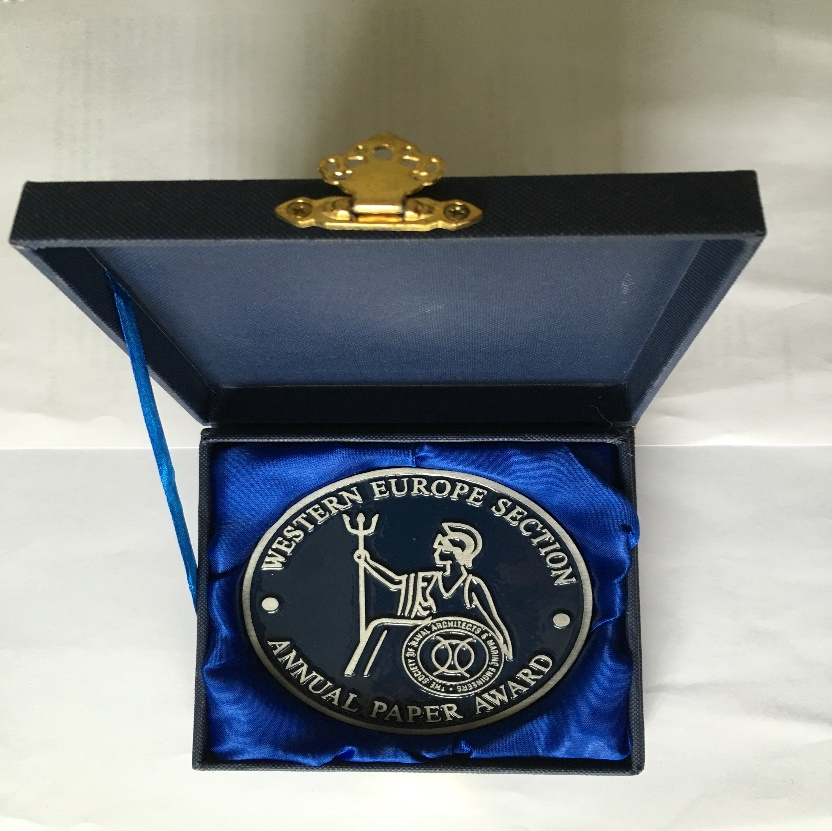 WESTERN EUROPE SECTION
THE SOCIETY OF NAVAL ARCHITECTS & MARINE ENGINEERS •
ANNUAL PAPER AWARD